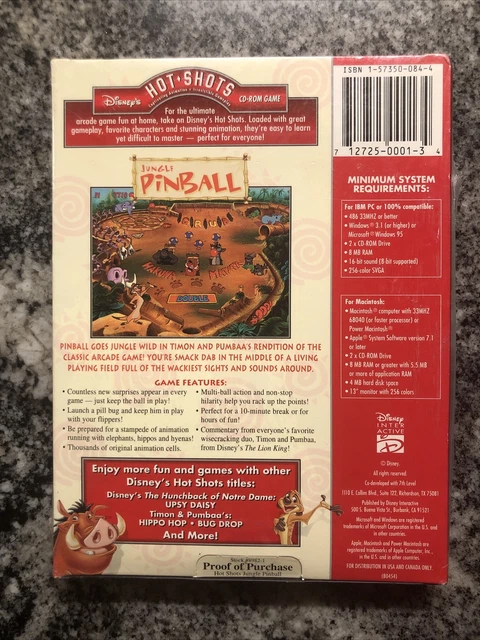 DISNEY'S
HOT·SHOTS
Captivating Animation • Irresistible Gameplay
CD-ROM GAME
For the ultimate
arcade game fun at home, take on Disney's Hot Shots. Loaded with great
gameplay, favorite characters and stunning animation, they're easy to learn
yet difficult to master — perfect for everyone!
JUNGLE
PINBALL
DOUBLE
PINBALL GOES JUNGLE WILD IN TIMON AND PUMBAA'S RENDITION OF THE
CLASSIC ARCADE GAME! YOU'RE SMACK DAB IN THE MIDDLE OF A LIVING
PLAYING FIELD FULL OF THE WACKIEST SIGHTS AND SOUNDS AROUND.
GAME FEATURES:
• Countless new surprises appear in every
game — just keep the ball in play!
• Launch a pill bug and keep him in play
with your flippers!
• Be prepared for a stampede of animation
running with elephants, hippos and hyenas!
• Thousands of original animation cells.
• Multi-ball action and non-stop
hilarity help you rack up the points!
• Perfect for a 10-minute break or for
hours of fun!
• Commentary from everyone's favorite
wisecracking duo, Timon and Pumbaa,
from Disney's The Lion King!
Enjoy more fun and games with other
Disney's Hot Shots titles:
Disney's The Hunchback of Notre Dame:
UPSY DAISY
Timon & Pumbaa's:
HIPPO HOP • BUG DROP
And More!
Proof of Purchase
Hot Shots Jungle Pinball
ISBN 1-57350-084-4
7 12725-0001-3 4
MINIMUM SYSTEM
REQUIREMENTS:
For IBM PC or 100% compatible:
• 486 33MHZ or better
• Windows® 3.1 (or higher) or
Microsoft® Windows 95
• 2 x CD-ROM Drive
• 8 MB RAM
• 16-bit sound (8 bit supported)
• 256-color SVGA
For Macintosh:
• Macintosh® computer with 33MHZ
68040 (or faster processor) or
Power Macintosh®
• Apple® System Software version 7.1
or later
• 2 x CD-ROM Drive
• 8 MB RAM or greater with 5.5 MB
or more of application RAM
• 4 MB hard disk space
• 13" monitor with 256 colors
Disney
INTER
ACTIVE
© Disney.
All rights reserved.
Co-developed with 7th Level
1110 E. Collins Blvd., Suite 122, Richardson, TX 75081
Published by Disney Interactive
500 S. Buena Vista St., Burbank, CA 91521
Microsoft and Windows are registered
trademarks of Microsoft Corporation in the U.S. and
in other countries.
Apple, Macintosh and Power Macintosh are
registered trademarks of Apple Computer, Inc.,
in the U.S. and in other countries.
FOR DISTRIBUTION IN USA AND CANADA ONLY.